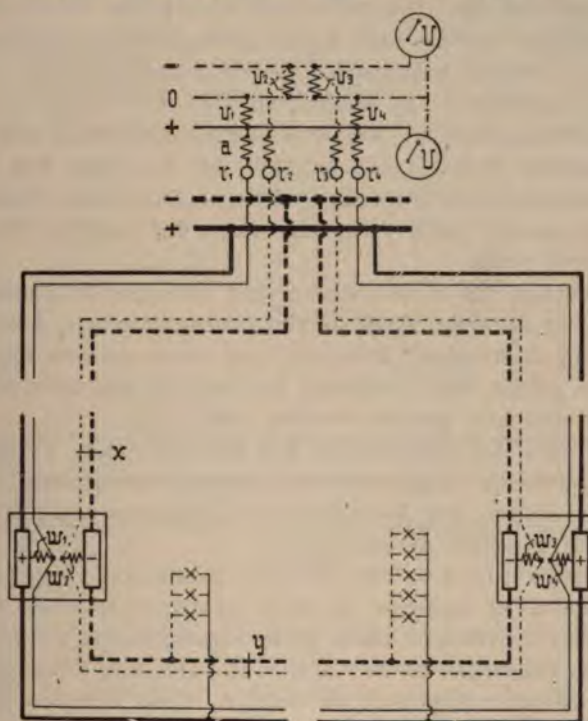 V
−
v₂ v₃
0
v₁ v₄
+
V
a
r₁ r₂ r₃ r₄
−
+
x
+ w₁ −
w₂
− w₃ +
w₄
y